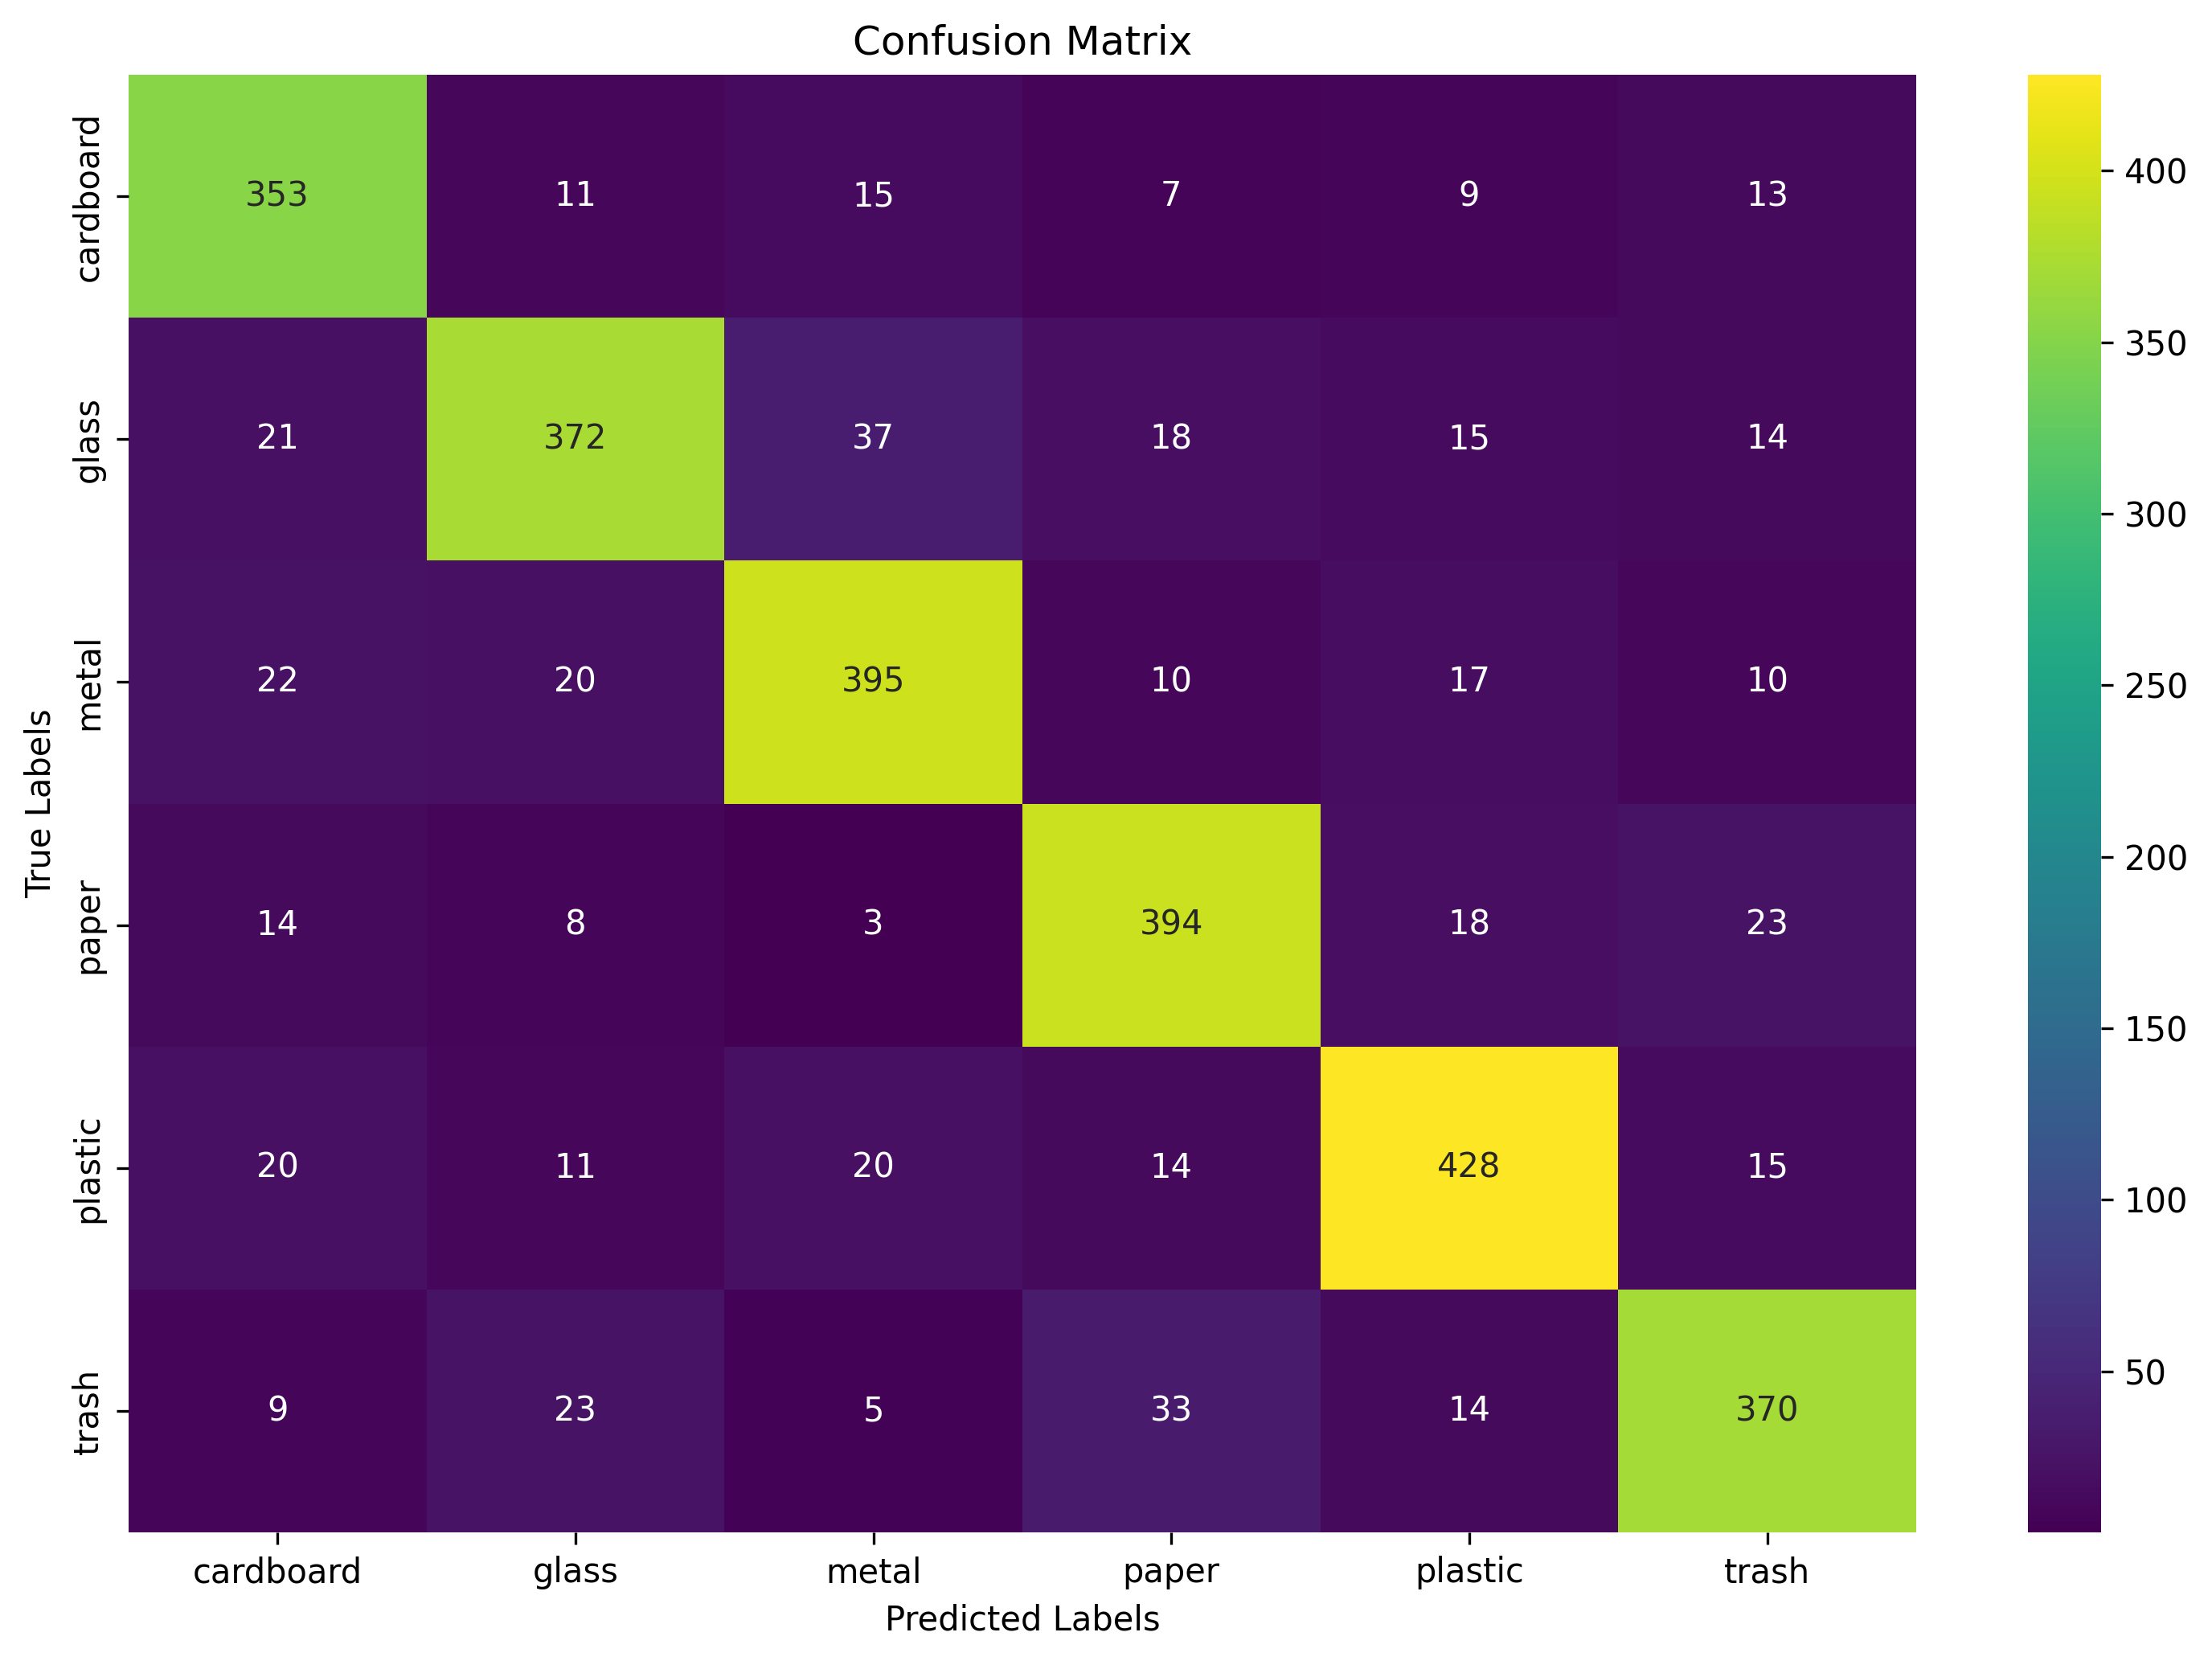 Confusion Matrix
cardboard 353 11 15 7 9 13
glass 21 372 37 18 15 14
metal 22 20 395 10 17 10
paper 14 8 3 394 18 23
plastic 20 11 20 14 428 15
trash 9 23 5 33 14 370
True Labels
cardboard glass metal paper plastic trash
Predicted Labels
400
350
300
250
200
150
100
50